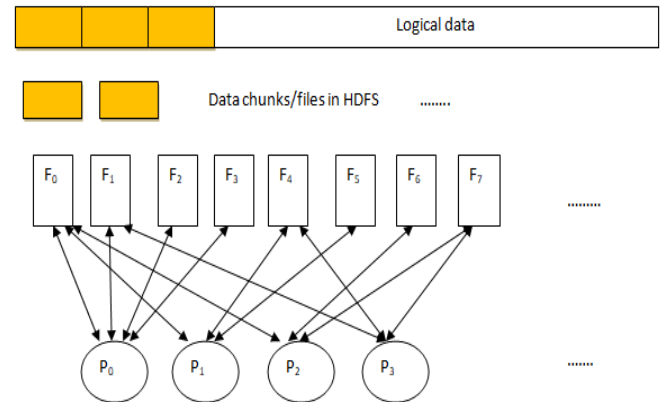 Logical data
Data chunks/files in HDFS ........
F₀ F₁ F₂ F₃ F₄ F₅ F₆ F₇ .........
P₀ P₁ P₂ P₃ .......